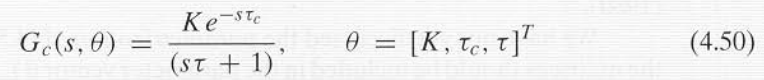 G_c(s, θ) = Ke^{-sτ_c} / (sτ + 1), θ = [K, τ_c, τ]^T (4.50)